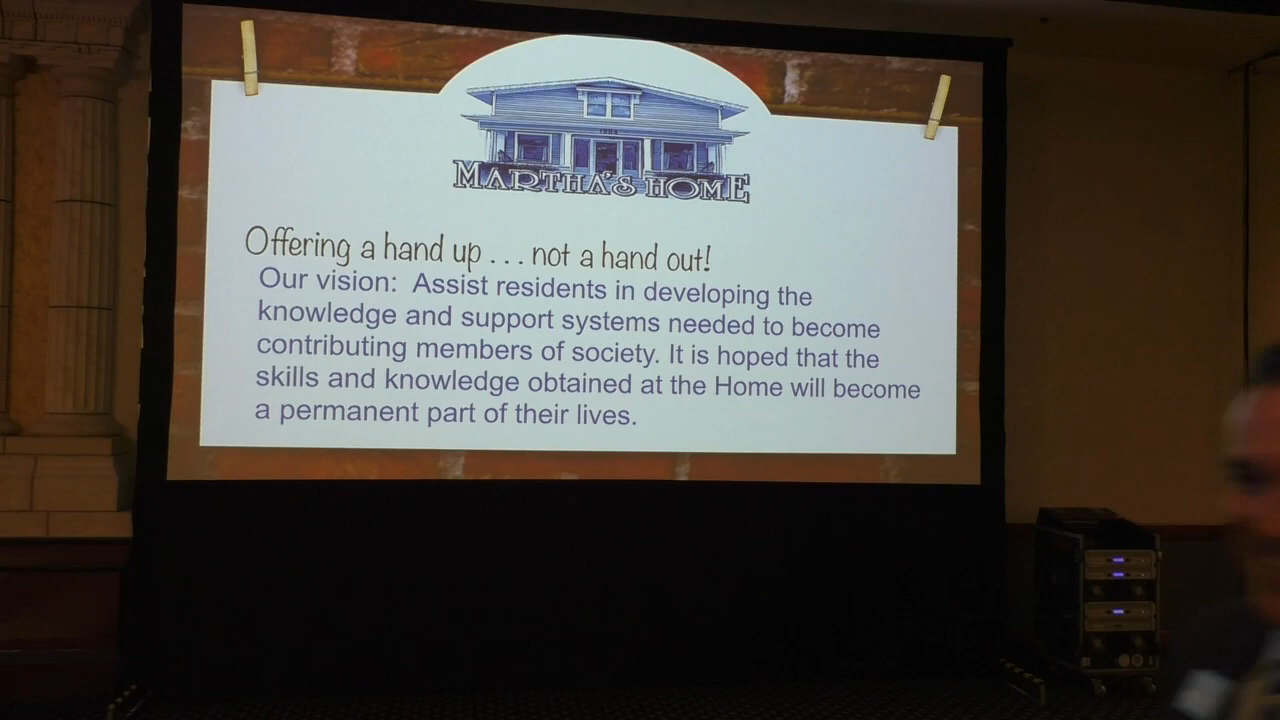 MARTHA'S HOME
Offering a hand up . . . not a hand out!
Our vision:  Assist residents in developing the
knowledge and support systems needed to become
contributing members of society. It is hoped that the
skills and knowledge obtained at the Home will become
a permanent part of their lives.